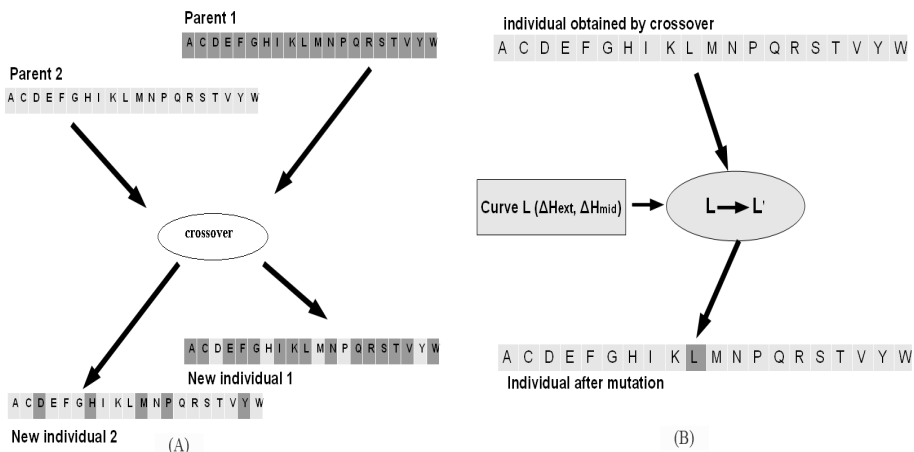 Parent 1
A C D E F G H I K L M N P Q R S T V Y W
Parent 2
A C D E F G H I K L M N P Q R S T V Y W
crossover
A C D E F G H I K L M N P Q R S T V Y W
New individual 1
A C D E F G H I K L M N P Q R S T V Y W
New individual 2
(A)
individual obtained by crossover
A C D E F G H I K L M N P Q R S T V Y W
Curve L (ΔHext, ΔHmid)
L L'
A C D E F G H I K L M N P Q R S T V Y W
Individual after mutation
(B)